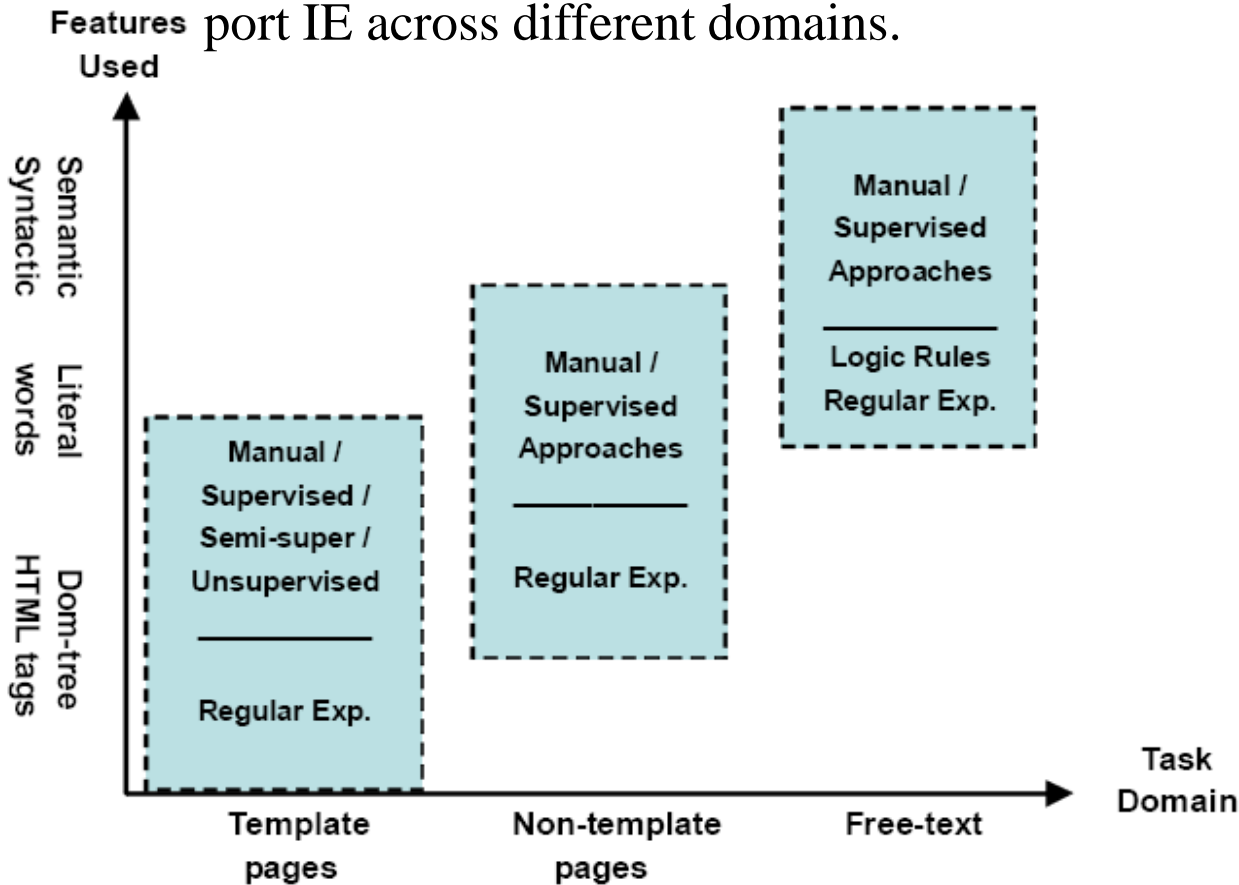 port IE across different domains.
Features
Used
Semantic
Syntactic
Literal
words
Dom-tree
HTML tags
Manual /
Supervised /
Semi-super /
Unsupervised
Regular Exp.
Manual /
Supervised
Approaches
Regular Exp.
Manual /
Supervised
Approaches
Logic Rules
Regular Exp.
Template
pages
Non-template
pages
Free-text
Task
Domain